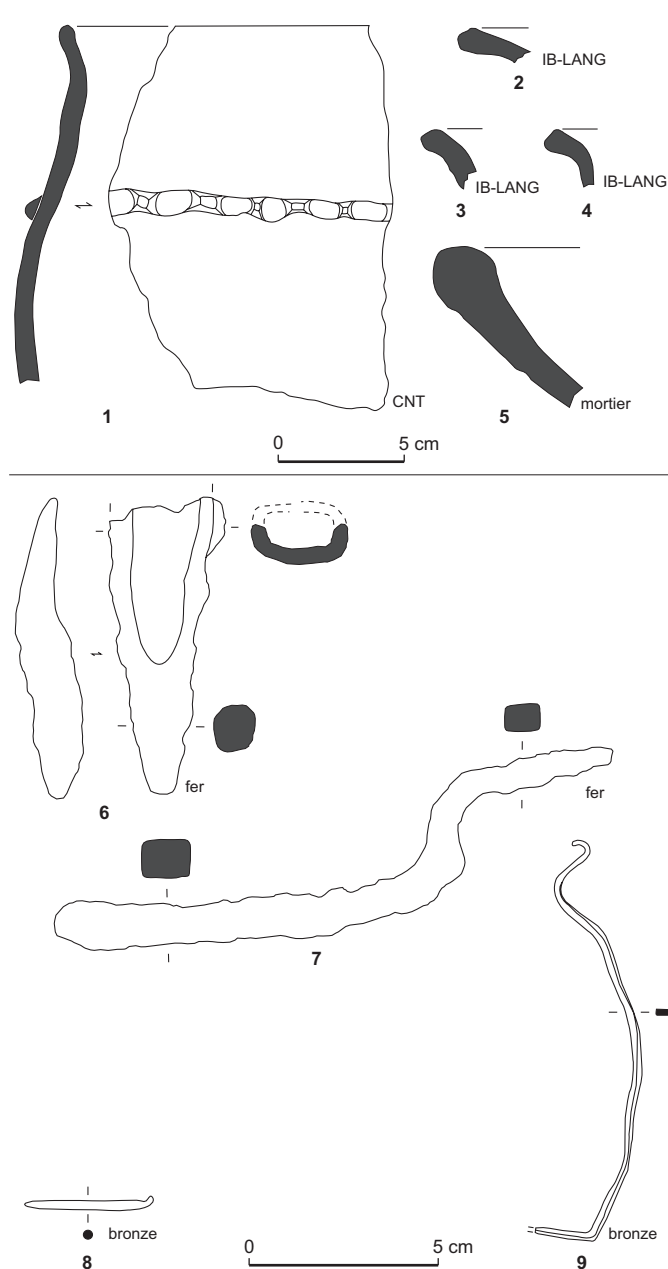 IB-LANG
2
IB-LANG
3
IB-LANG
4
CNT
1
mortier
5
0 5 cm
fer
6
fer
7
bronze
8
0 5 cm
bronze
9